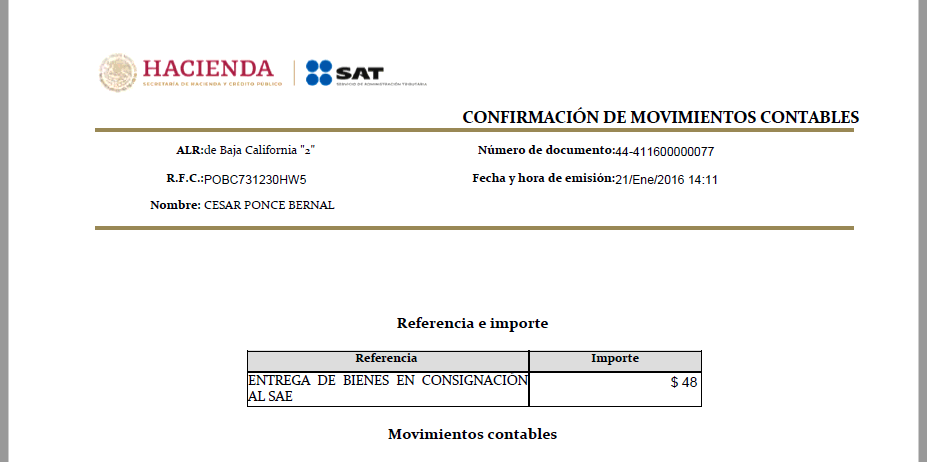 HACIENDA
SECRETARÍA DE HACIENDA Y CRÉDITO PÚBLICO
SAT
SERVICIO DE ADMINISTRACIÓN TRIBUTARIA
CONFIRMACIÓN DE MOVIMIENTOS CONTABLES
ALR:de Baja California "2"
Número de documento:44-411600000077
R.F.C.:POBC731230HW5
Fecha y hora de emisión:21/Ene/2016 14:11
Nombre: CESAR PONCE BERNAL
Referencia e importe
Referencia Importe
ENTREGA DE BIENES EN CONSIGNACIÓN $ 48
AL SAE
Movimientos contables